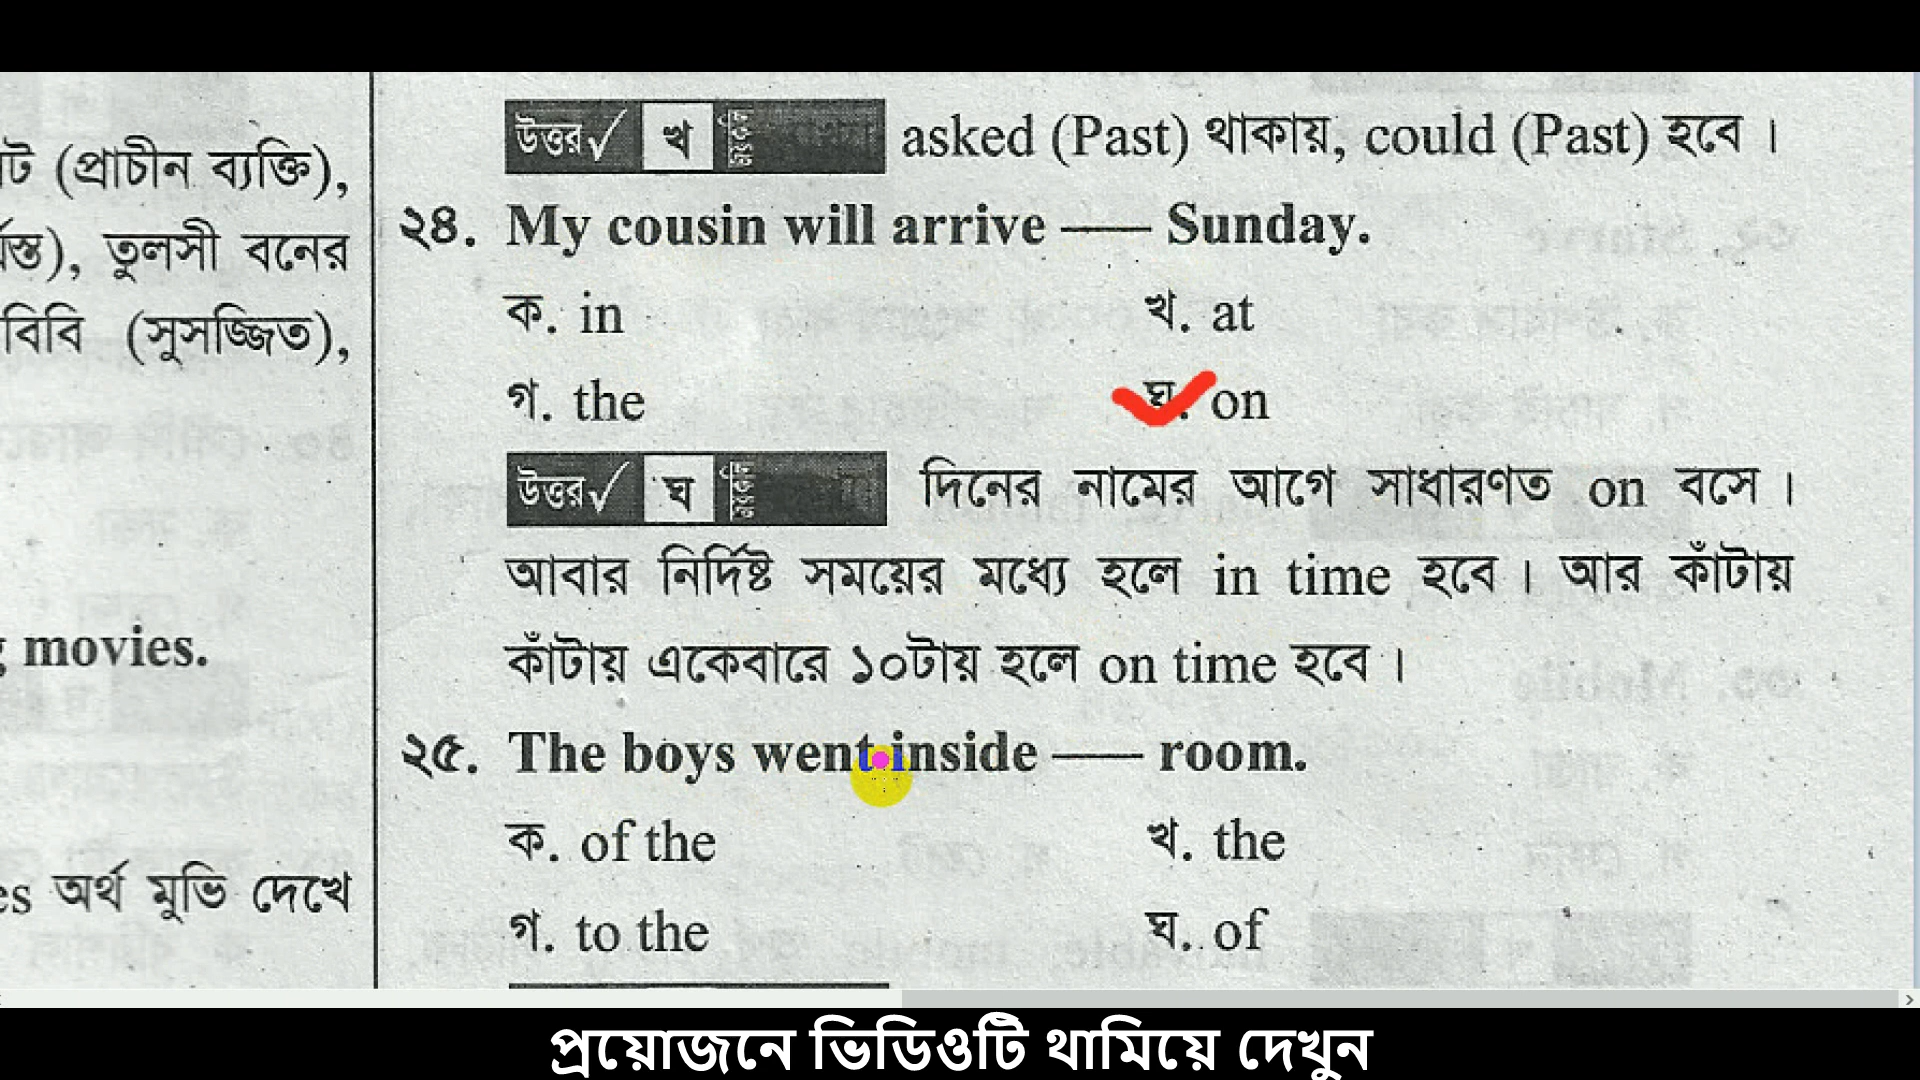 ট (প্রাচীন ব্যক্তি),
তুলসী বনের
বিবি (সুসজ্জিত),
movies.
es অর্থ মুভি দেখে
উত্তর✓ খ asked (Past) থাকায়, could (Past) হবে ।
২৪. My cousin will arrive —— Sunday.
ক. in খ. at
গ. the ঘ. on
উত্তর✓ ঘ দিনের নামের আগে সাধারণত on বসে ।
আবার নির্দিষ্ট সময়ের মধ্যে হলে in time হবে । আর কাঁটায়
কাঁটায় একেবারে ১০টায় হলে on time হবে ।
২৫. The boys went inside —— room.
ক. of the খ. the
গ. to the ঘ. of
প্রয়োজনে ভিডিওটি থামিয়ে দেখুন